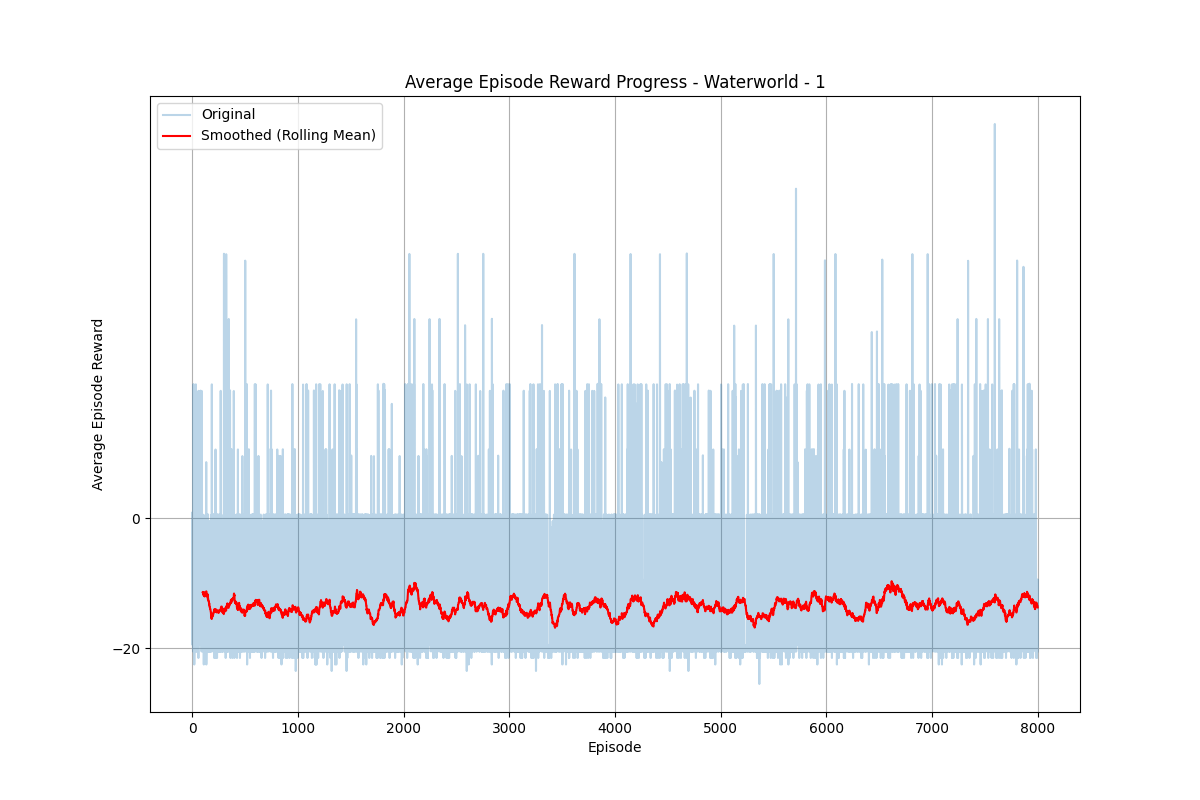 Average Episode Reward Progress - Waterworld - 1
Original
Smoothed (Rolling Mean)
Average Episode Reward
0
−20
0
1000
2000
3000
4000
5000
6000
7000
8000
Episode